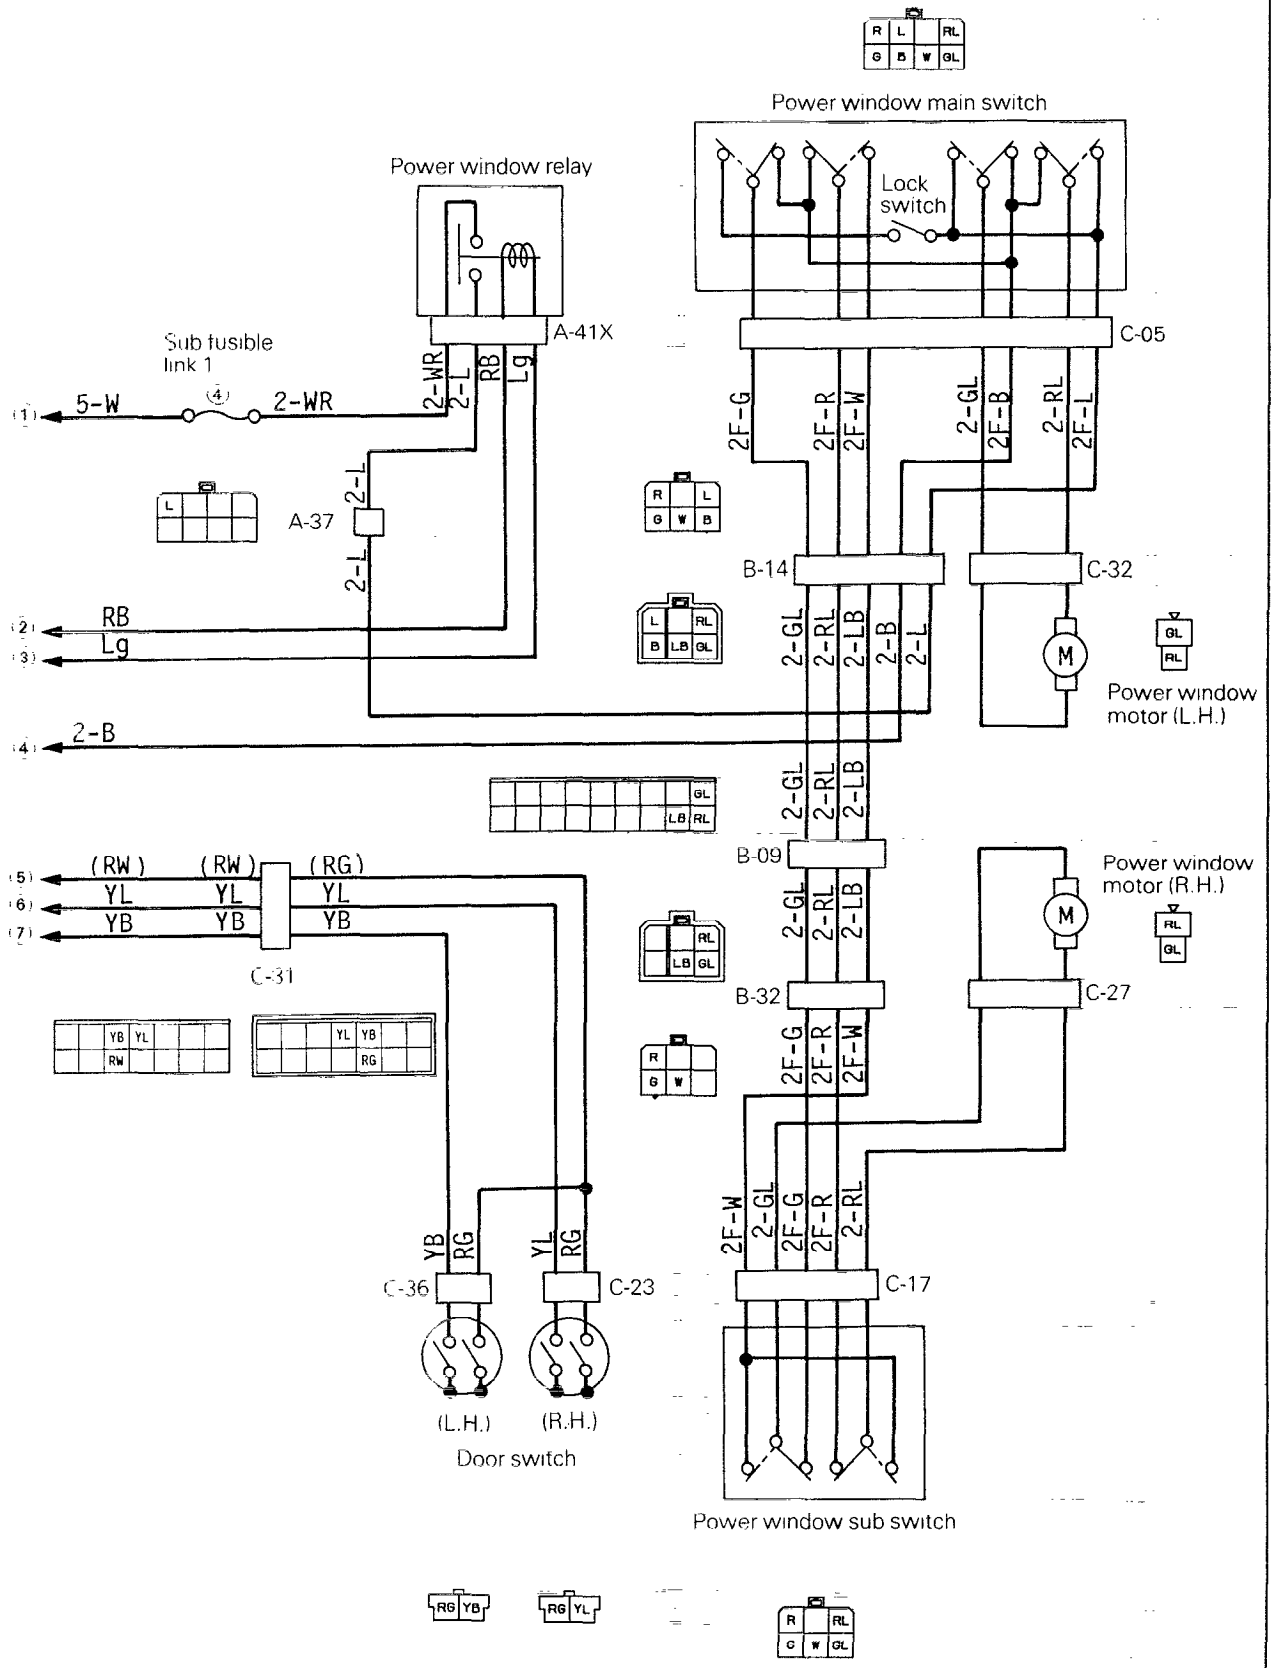 R L RL
G B W GL
Power window main switch
Power window relay
Lock
switch
A-41X
C-05
Sub fusible
link 1
(4)
(1) 5-W 2-WR
2-WR 2-L RB Lg
2F-G 2F-R 2F-W 2-GL 2F-B 2-RL 2F-L
L
A-37
2-L
2-L
R L
G W B
B-14
C-32
(2) RB
(3) Lg
L RL
B LB GL
2-GL 2-RL 2-LB 2-B 2-L
M
GL
RL
Power window
motor (L.H.)
(4) 2-B
2-GL 2-RL 2-LB
GL
LB RL
B-09
Power window
motor (R.H.)
M
RL
GL
(5) (RW) (RW) (RG)
(6) YL YL YL
(7) YB YB YB
C-31
2-GL 2-RL 2-LB
RL
LB GL
B-32
C-27
YB YL
RW
YL YB
RG
R
G W
2F-G 2F-R 2F-W
YB RG YL RG
2F-W 2-GL 2F-G 2F-R 2-RL
C-36
C-23
C-17
(L.H.) (R.H.)
Door switch
Power window sub switch
RG YB
RG YL
R RL
G W GL